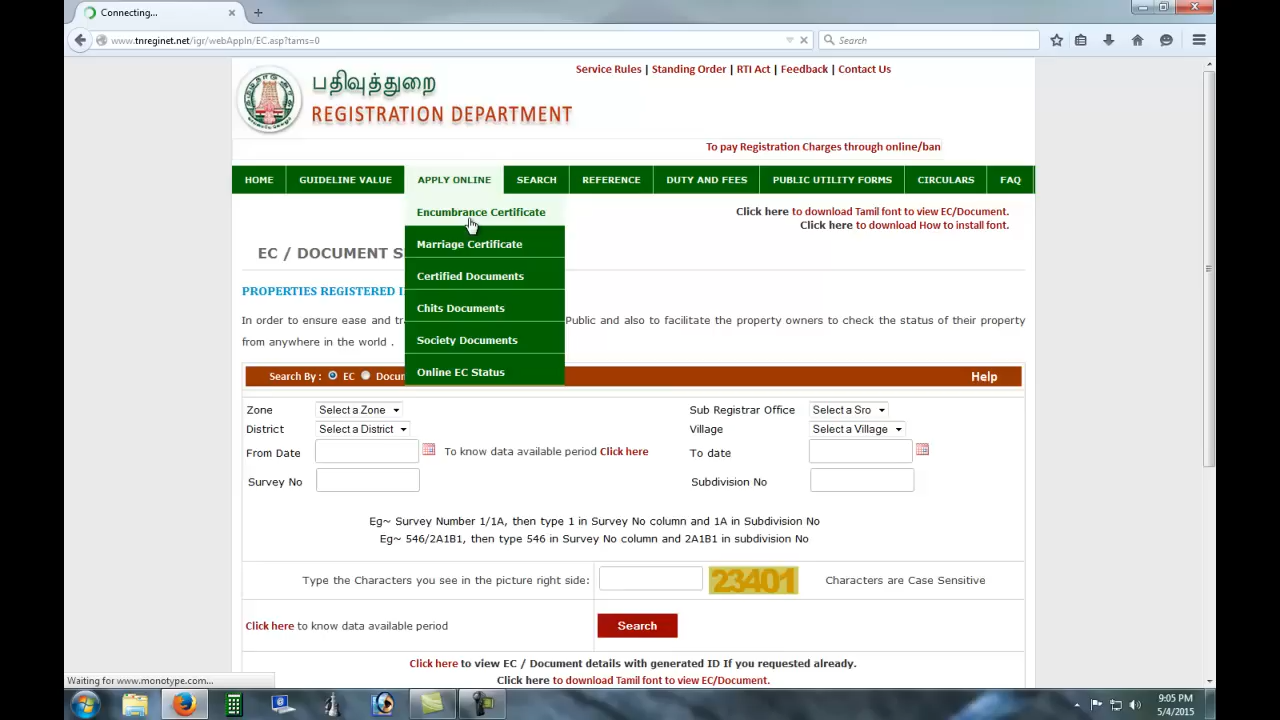 Connecting...
www.tnreginet.net/igr/webAppln/EC.asp?tams=0
Search
பதிவுத்துறை
REGISTRATION DEPARTMENT
Service Rules | Standing Order | RTI Act | Feedback | Contact Us
To pay Registration Charges through online/ban
HOME GUIDELINE VALUE APPLY ONLINE SEARCH REFERENCE DUTY AND FEES PUBLIC UTILITY FORMS CIRCULARS FAQ
Encumbrance Certificate
Marriage Certificate
Certified Documents
Chits Documents
Society Documents
Online EC Status
Click here to download Tamil font to view EC/Document.
Click here to download How to install font.
EC / DOCUMENT S
PROPERTIES REGISTERED I
In order to ensure ease and tra Public and also to facilitate the property owners to check the status of their property
from anywhere in the world .
Search By : EC Docum Help
Zone Select a Zone Sub Registrar Office Select a Sro
District Select a District Village Select a Village
From Date To know data available period Click here To date
Survey No Subdivision No
Eg~ Survey Number 1/1A, then type 1 in Survey No column and 1A in Subdivision No
Eg~ 546/2A1B1, then type 546 in Survey No column and 2A1B1 in subdivision No
Type the Characters you see in the picture right side: 23401 Characters are Case Sensitive
Click here to know data available period Search
Click here to view EC / Document details with generated ID If you requested already.
Click here to download Tamil font to view EC/Document.
Waiting for www.monotype.com...
9:05 PM
5/4/2015